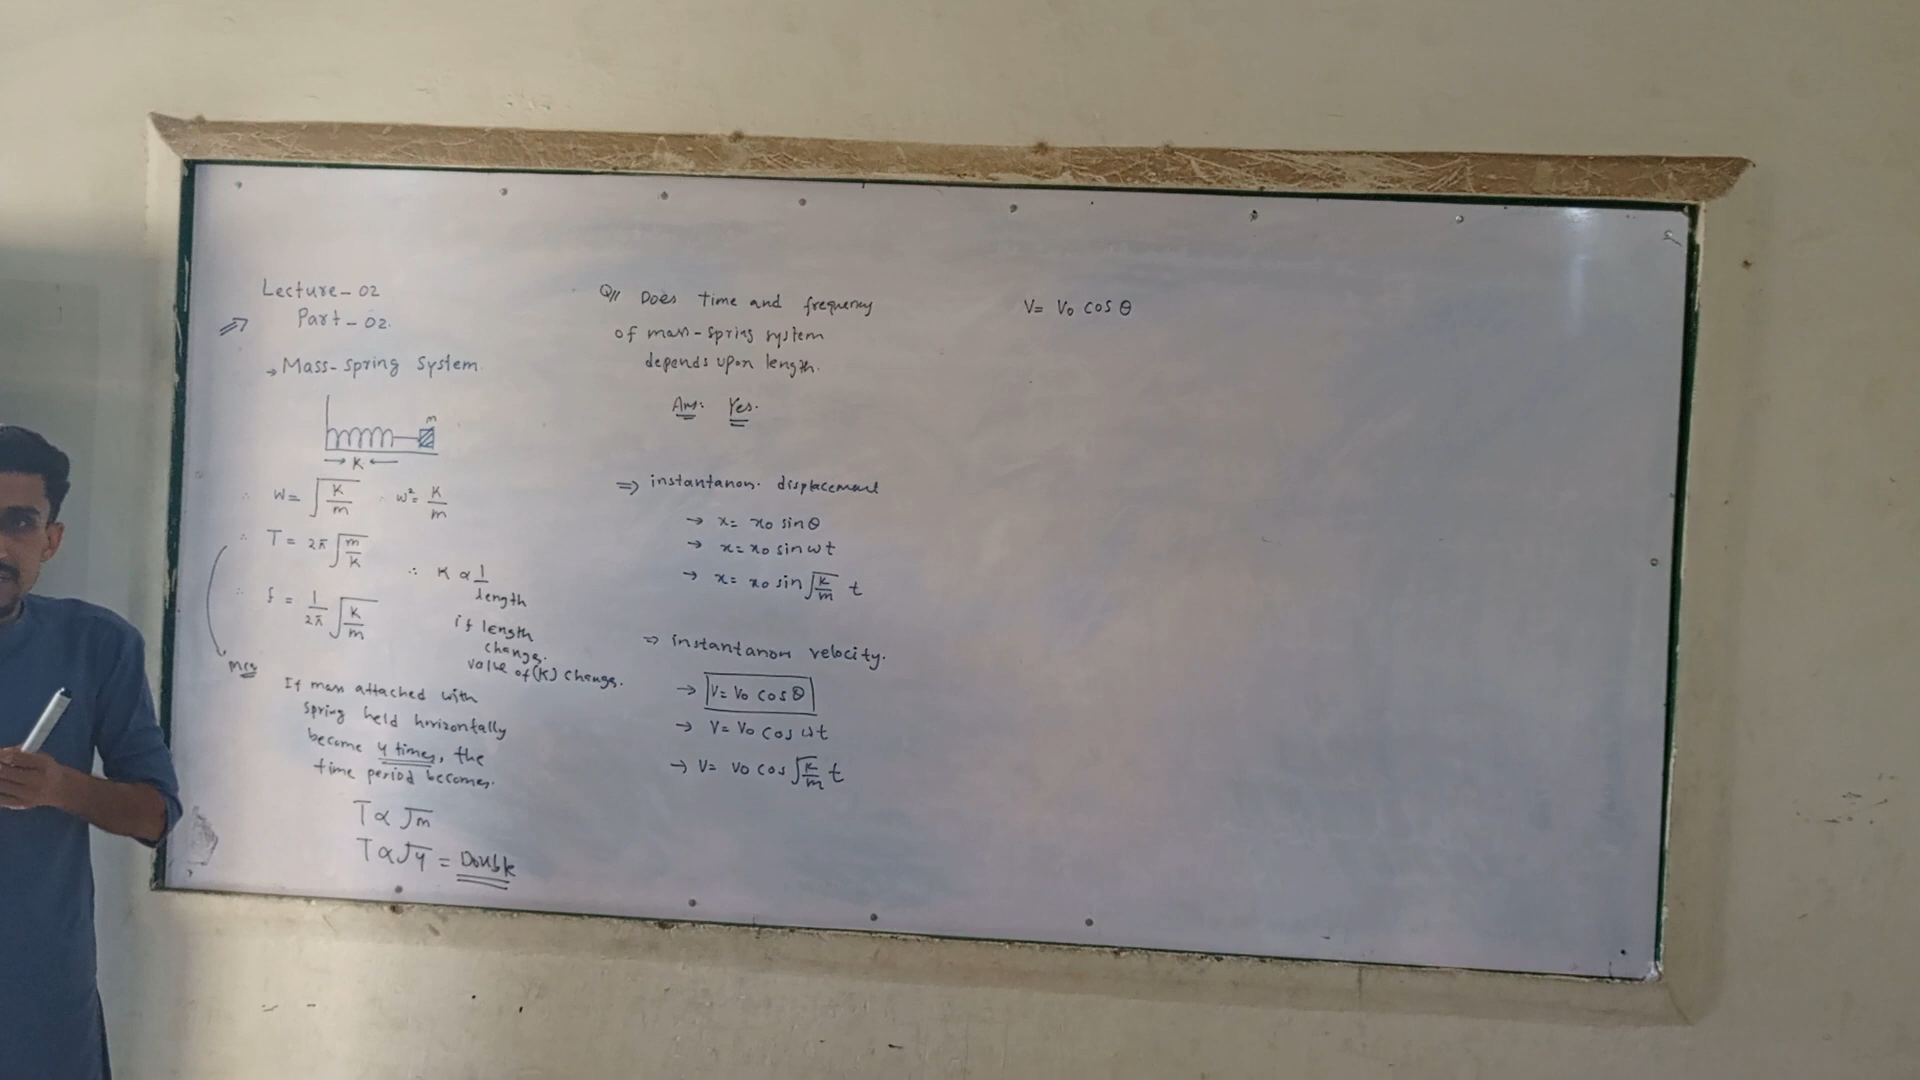 Lecture-02
Part-02.
→ Mass-spring System.
m
→ K ←
∴ W = √(K/m) ∴ w² = K/m
∴ T = 2π √(m/k)
∴ K ∝ 1/length
∴ f = 1/2π √(K/m)
if length
change.
value of (K) change.
mcq
If mass attached with
spring held horizontally
become 4 times, the
time period becomes.
T ∝ √m
T ∝ √4 = Double
Q// Does time and frequency
of mass-spring system
depends upon length.
Ans: Yes.
⇒ instantanous. displacement
→ x = x₀ sin θ
→ x = x₀ sin wt
→ x = x₀ sin √(K/m) t
⇒ instantanous velocity.
→ V = V₀ cos θ
→ V = V₀ cos wt
→ V = V₀ cos √(K/m) t
V = V₀ cos θ